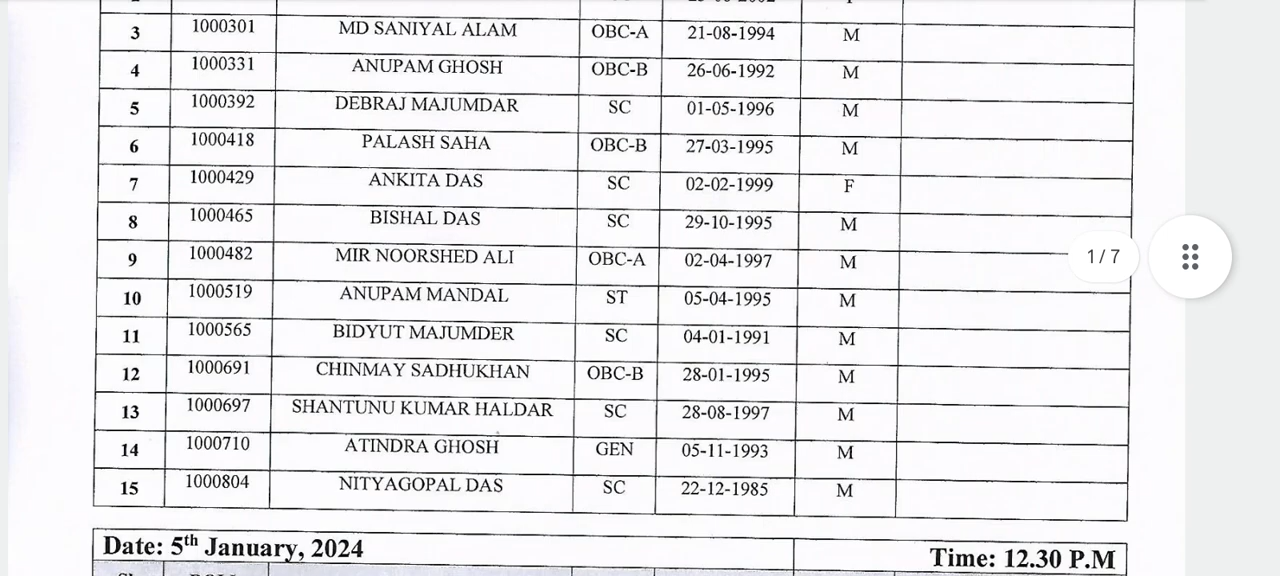 3 1000301 MD SANIYAL ALAM OBC-A 21-08-1994 M
4 1000331 ANUPAM GHOSH OBC-B 26-06-1992 M
5 1000392 DEBRAJ MAJUMDAR SC 01-05-1996 M
6 1000418 PALASH SAHA OBC-B 27-03-1995 M
7 1000429 ANKITA DAS SC 02-02-1999 F
8 1000465 BISHAL DAS SC 29-10-1995 M
9 1000482 MIR NOORSHED ALI OBC-A 02-04-1997 M
1 / 7
10 1000519 ANUPAM MANDAL ST 05-04-1995 M
11 1000565 BIDYUT MAJUMDER SC 04-01-1991 M
12 1000691 CHINMAY SADHUKHAN OBC-B 28-01-1995 M
13 1000697 SHANTUNU KUMAR HALDAR SC 28-08-1997 M
14 1000710 ATINDRA GHOSH GEN 05-11-1993 M
15 1000804 NITYAGOPAL DAS SC 22-12-1985 M
Date: 5th January, 2024 Time: 12.30 P.M